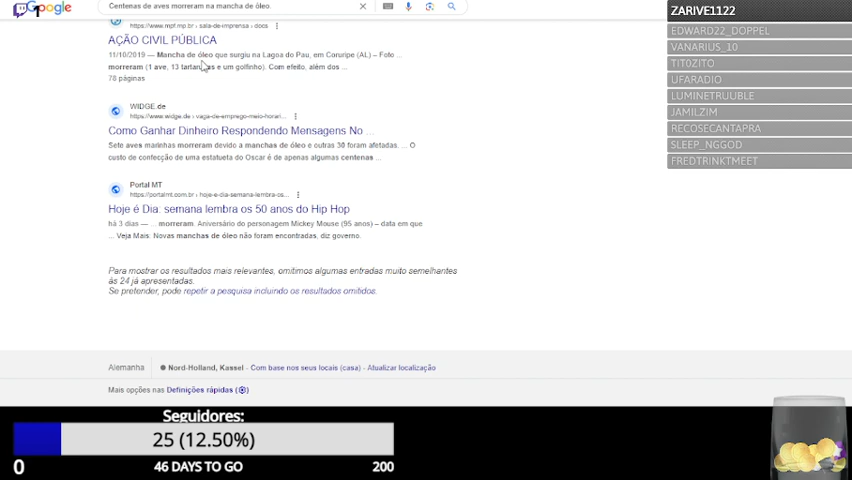 Google
Centenas de aves morreram na mancha de óleo.
https://www.mpf.mp.br › sala-de-imprensa › docs
AÇÃO CIVIL PÚBLICA
11/10/2019 — Mancha de óleo que surgiu na Lagoa do Pau, em Coruripe (AL) – Foto ...
morreram (1 ave, 13 tartarugas e um golfinho). Com efeito, além dos ...
78 páginas
WIDGE.de
https://www.widge.de › vaga-de-emprego-meio-horari...
Como Ganhar Dinheiro Respondendo Mensagens No ...
Sete aves marinhas morreram devido a manchas de óleo e outras 30 foram afetadas. ... O
custo de confecção de uma estatueta do Oscar é de apenas algumas centenas ...
Portal MT
https://portalmt.com.br › hoje-e-dia-semana-lembra-os...
Hoje é Dia: semana lembra os 50 anos do Hip Hop
há 3 dias — ... morreram Aniversário do personagem Mickey Mouse (95 anos) – data em que
... Veja Mais: Novas manchas de óleo não foram encontradas, diz governo.
Para mostrar os resultados mais relevantes, omitimos algumas entradas muito semelhantes
às 24 já apresentadas.
Se pretender, pode repetir a pesquisa incluindo os resultados omitidos.
Alemanha
Nord-Holland, Kassel - Com base nos seus locais (casa) - Atualizar localização
Mais opções nas Definições rápidas
Seguidores:
25 (12.50%)
0
46 DAYS TO GO
200
ZARIVE1122
EDWARD22_DOPPEL
VANARIUS_10
TIT0ZITO
UFARADIO
LUMINETRUUBLE
JAMILZIM
RECOSECANTAPRA
SLEEP_NGGOD
FREDTRINKTMEET